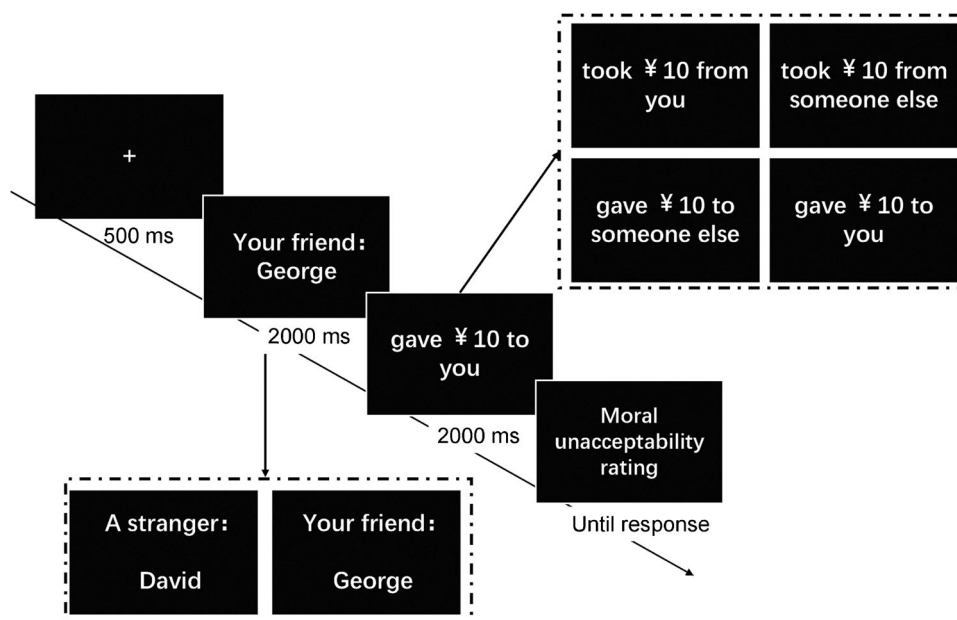 +
500 ms
Your friend:
George
2000 ms
gave ¥ 10 to
you
2000 ms
Moral
unacceptability
rating
Until response
took ¥ 10 from
you
took ¥ 10 from
someone else
gave ¥ 10 to
someone else
gave ¥ 10 to
you
A stranger:
David
Your friend:
George